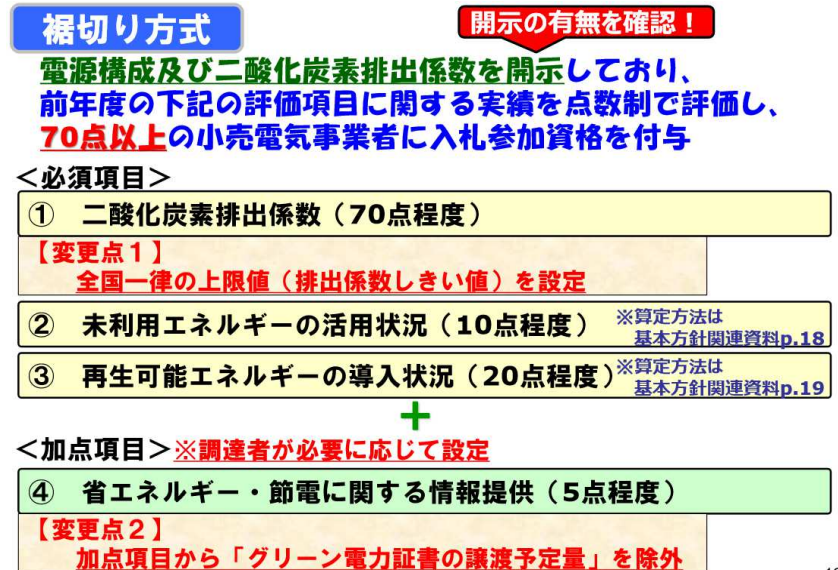 裾切り方式
開示の有無を確認！
電源構成及び二酸化炭素排出係数を開示しており、
前年度の下記の評価項目に関する実績を点数制で評価し、
70点以上の小売電気事業者に入札参加資格を付与
＜必須項目＞
① 二酸化炭素排出係数（70点程度）
【変更点１】
全国一律の上限値（排出係数しきい値）を設定
② 未利用エネルギーの活用状況（10点程度）
※算定方法は
基本方針関連資料p.18
③ 再生可能エネルギーの導入状況（20点程度）
※算定方法は
基本方針関連資料p.19
＋
＜加点項目＞※調達者が必要に応じて設定
④ 省エネルギー・節電に関する情報提供（5点程度）
【変更点２】
加点項目から「グリーン電力証書の譲渡予定量」を除外